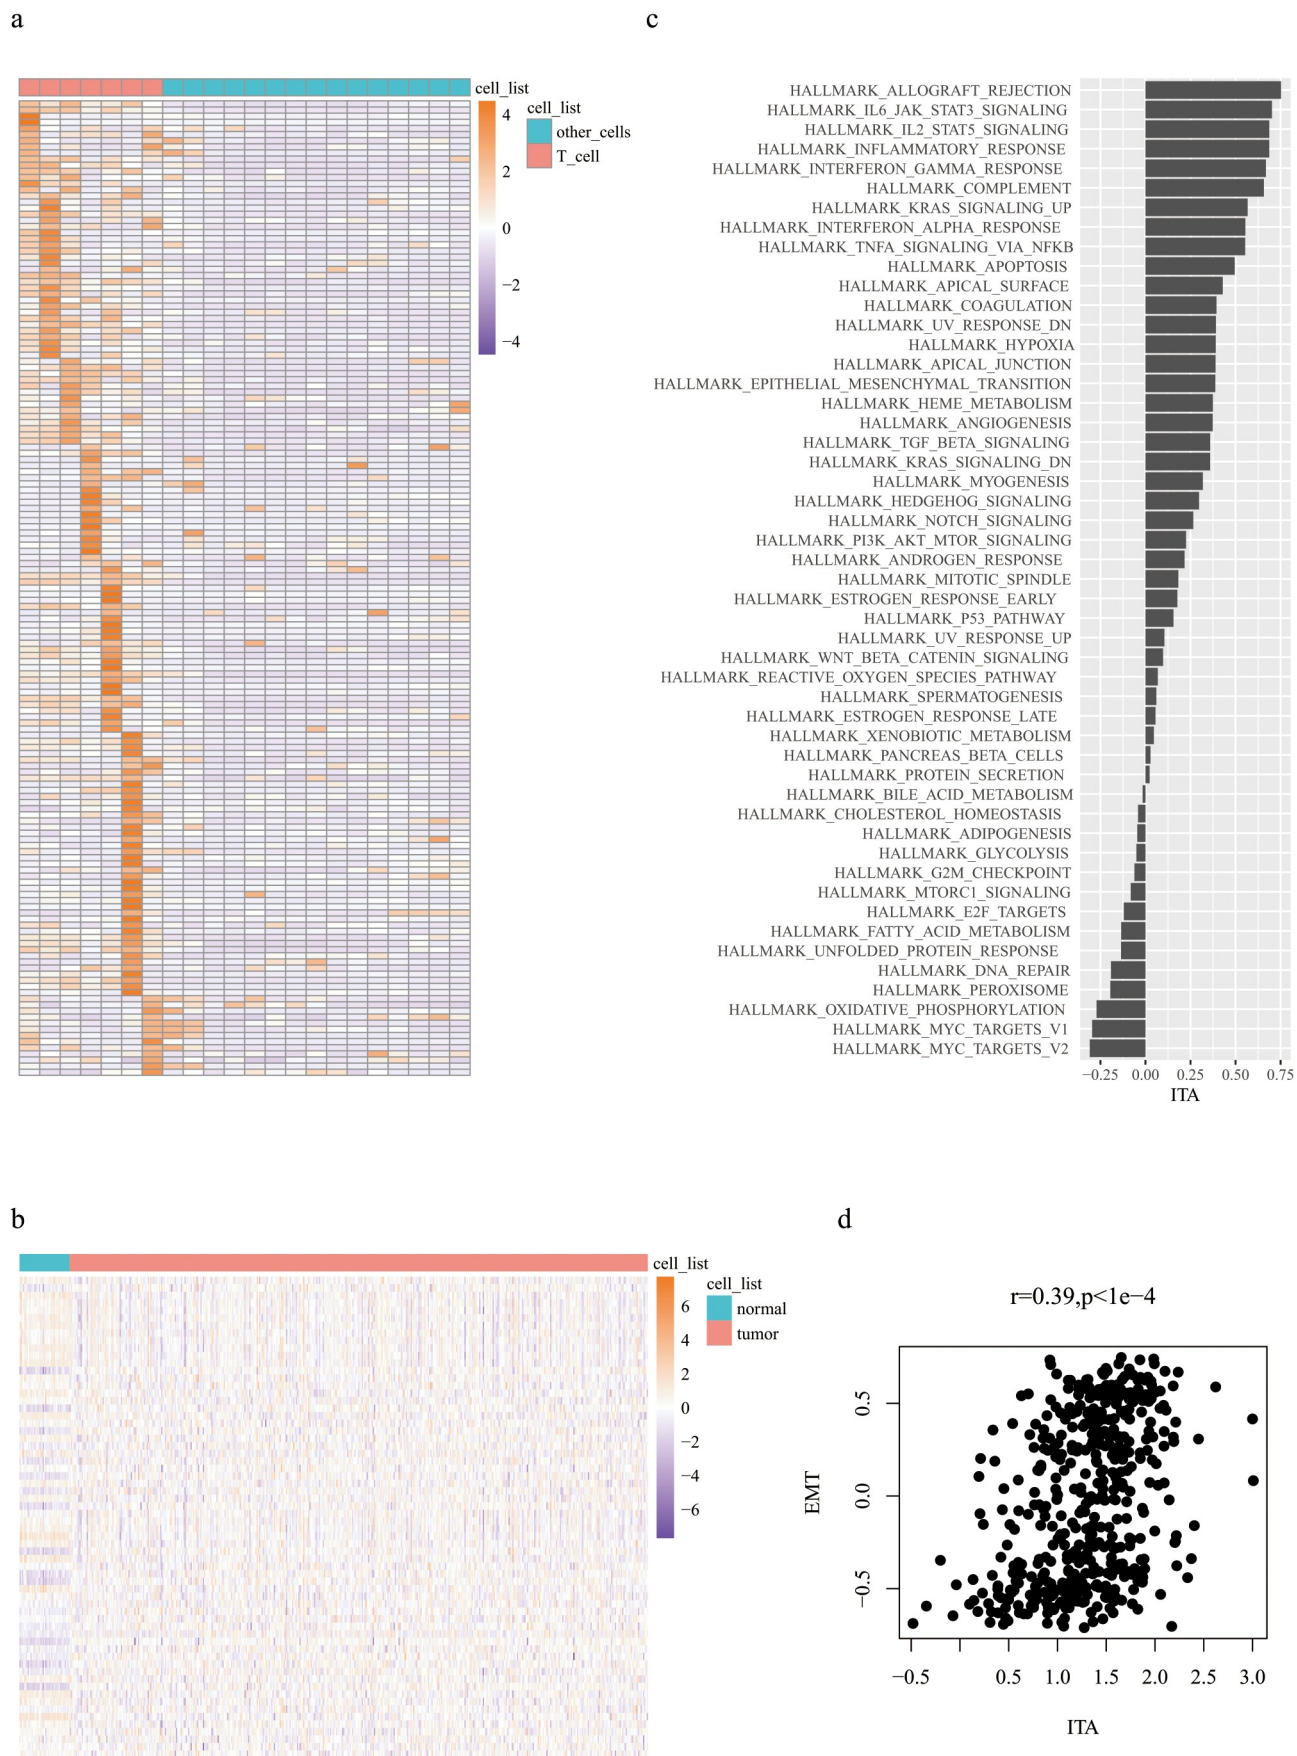 a
cell_list
4
2
0
−2
−4
cell_list
other_cells
T_cell
c
HALLMARK_ALLOGRAFT_REJECTION
HALLMARK_IL6_JAK_STAT3_SIGNALING
HALLMARK_IL2_STAT5_SIGNALING
HALLMARK_INFLAMMATORY_RESPONSE
HALLMARK_INTERFERON_GAMMA_RESPONSE
HALLMARK_COMPLEMENT
HALLMARK_KRAS_SIGNALING_UP
HALLMARK_INTERFERON_ALPHA_RESPONSE
HALLMARK_TNFA_SIGNALING_VIA_NFKB
HALLMARK_APOPTOSIS
HALLMARK_APICAL_SURFACE
HALLMARK_COAGULATION
HALLMARK_UV_RESPONSE_DN
HALLMARK_HYPOXIA
HALLMARK_APICAL_JUNCTION
HALLMARK_EPITHELIAL_MESENCHYMAL_TRANSITION
HALLMARK_HEME_METABOLISM
HALLMARK_ANGIOGENESIS
HALLMARK_TGF_BETA_SIGNALING
HALLMARK_KRAS_SIGNALING_DN
HALLMARK_MYOGENESIS
HALLMARK_HEDGEHOG_SIGNALING
HALLMARK_NOTCH_SIGNALING
HALLMARK_PI3K_AKT_MTOR_SIGNALING
HALLMARK_ANDROGEN_RESPONSE
HALLMARK_MITOTIC_SPINDLE
HALLMARK_ESTROGEN_RESPONSE_EARLY
HALLMARK_P53_PATHWAY
HALLMARK_UV_RESPONSE_UP
HALLMARK_WNT_BETA_CATENIN_SIGNALING
HALLMARK_REACTIVE_OXYGEN_SPECIES_PATHWAY
HALLMARK_SPERMATOGENESIS
HALLMARK_ESTROGEN_RESPONSE_LATE
HALLMARK_XENOBIOTIC_METABOLISM
HALLMARK_PANCREAS_BETA_CELLS
HALLMARK_PROTEIN_SECRETION
HALLMARK_BILE_ACID_METABOLISM
HALLMARK_CHOLESTEROL_HOMEOSTASIS
HALLMARK_ADIPOGENESIS
HALLMARK_GLYCOLYSIS
HALLMARK_G2M_CHECKPOINT
HALLMARK_MTORC1_SIGNALING
HALLMARK_E2F_TARGETS
HALLMARK_FATTY_ACID_METABOLISM
HALLMARK_UNFOLDED_PROTEIN_RESPONSE
HALLMARK_DNA_REPAIR
HALLMARK_PEROXISOME
HALLMARK_OXIDATIVE_PHOSPHORYLATION
HALLMARK_MYC_TARGETS_V1
HALLMARK_MYC_TARGETS_V2
−0.25 0.00 0.25 0.50 0.75
ITA
b
cell_list
6
4
2
0
−2
−4
−6
cell_list
normal
tumor
d
r=0.39,p<1e−4
0.5
0.0
−0.5
EMT
−0.5 0.5 1.0 1.5 2.0 2.5 3.0
ITA